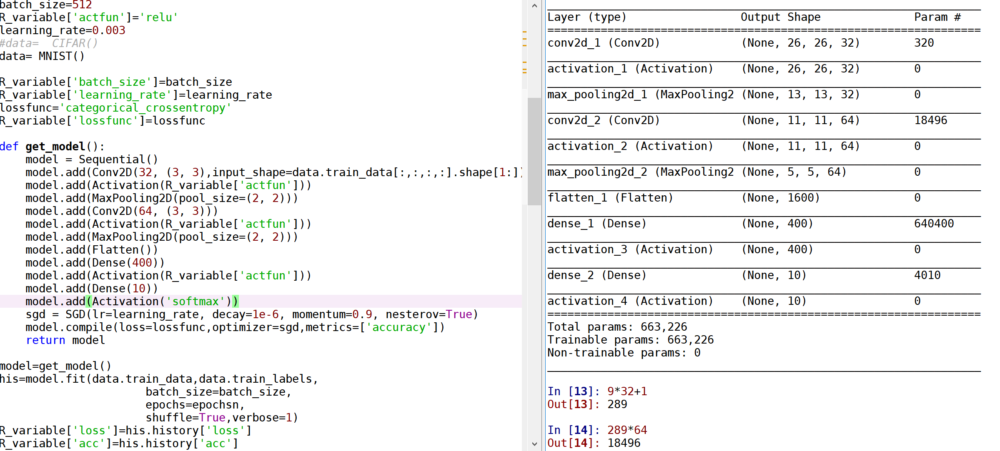 batch_size=512
R_variable['actfun']='relu'
learning_rate=0.003
#data=  CIFAR()
data= MNIST()
R_variable['batch_size']=batch_size
R_variable['learning_rate']=learning_rate
lossfunc='categorical_crossentropy'
R_variable['lossfunc']=lossfunc
def get_model():
    model = Sequential()
    model.add(Conv2D(32, (3, 3),input_shape=data.train_data[:,:,:,:].shape[1:])
    model.add(Activation(R_variable['actfun']))
    model.add(MaxPooling2D(pool_size=(2, 2)))
    model.add(Conv2D(64, (3, 3)))
    model.add(Activation(R_variable['actfun']))
    model.add(MaxPooling2D(pool_size=(2, 2)))
    model.add(Flatten())
    model.add(Dense(400))
    model.add(Activation(R_variable['actfun']))
    model.add(Dense(10))
    model.add(Activation('softmax'))
    sgd = SGD(lr=learning_rate, decay=1e-6, momentum=0.9, nesterov=True)
    model.compile(loss=lossfunc,optimizer=sgd,metrics=['accuracy'])
    return model
model=get_model()
his=model.fit(data.train_data,data.train_labels,
                      batch_size=batch_size,
                      epochs=epochsn,
                      shuffle=True,verbose=1)
R_variable['loss']=his.history['loss']
R_variable['acc']=his.history['acc']
Layer (type)                 Output Shape              Param #
=================================================================
conv2d_1 (Conv2D)            (None, 26, 26, 32)        320
activation_1 (Activation)    (None, 26, 26, 32)        0
max_pooling2d_1 (MaxPooling2 (None, 13, 13, 32)        0
conv2d_2 (Conv2D)            (None, 11, 11, 64)        18496
activation_2 (Activation)    (None, 11, 11, 64)        0
max_pooling2d_2 (MaxPooling2 (None, 5, 5, 64)          0
flatten_1 (Flatten)          (None, 1600)              0
dense_1 (Dense)              (None, 400)               640400
activation_3 (Activation)    (None, 400)               0
dense_2 (Dense)              (None, 10)                4010
activation_4 (Activation)    (None, 10)                0
=================================================================
Total params: 663,226
Trainable params: 663,226
Non-trainable params: 0
In [13]: 9*32+1
Out[13]: 289
In [14]: 289*64
Out[14]: 18496